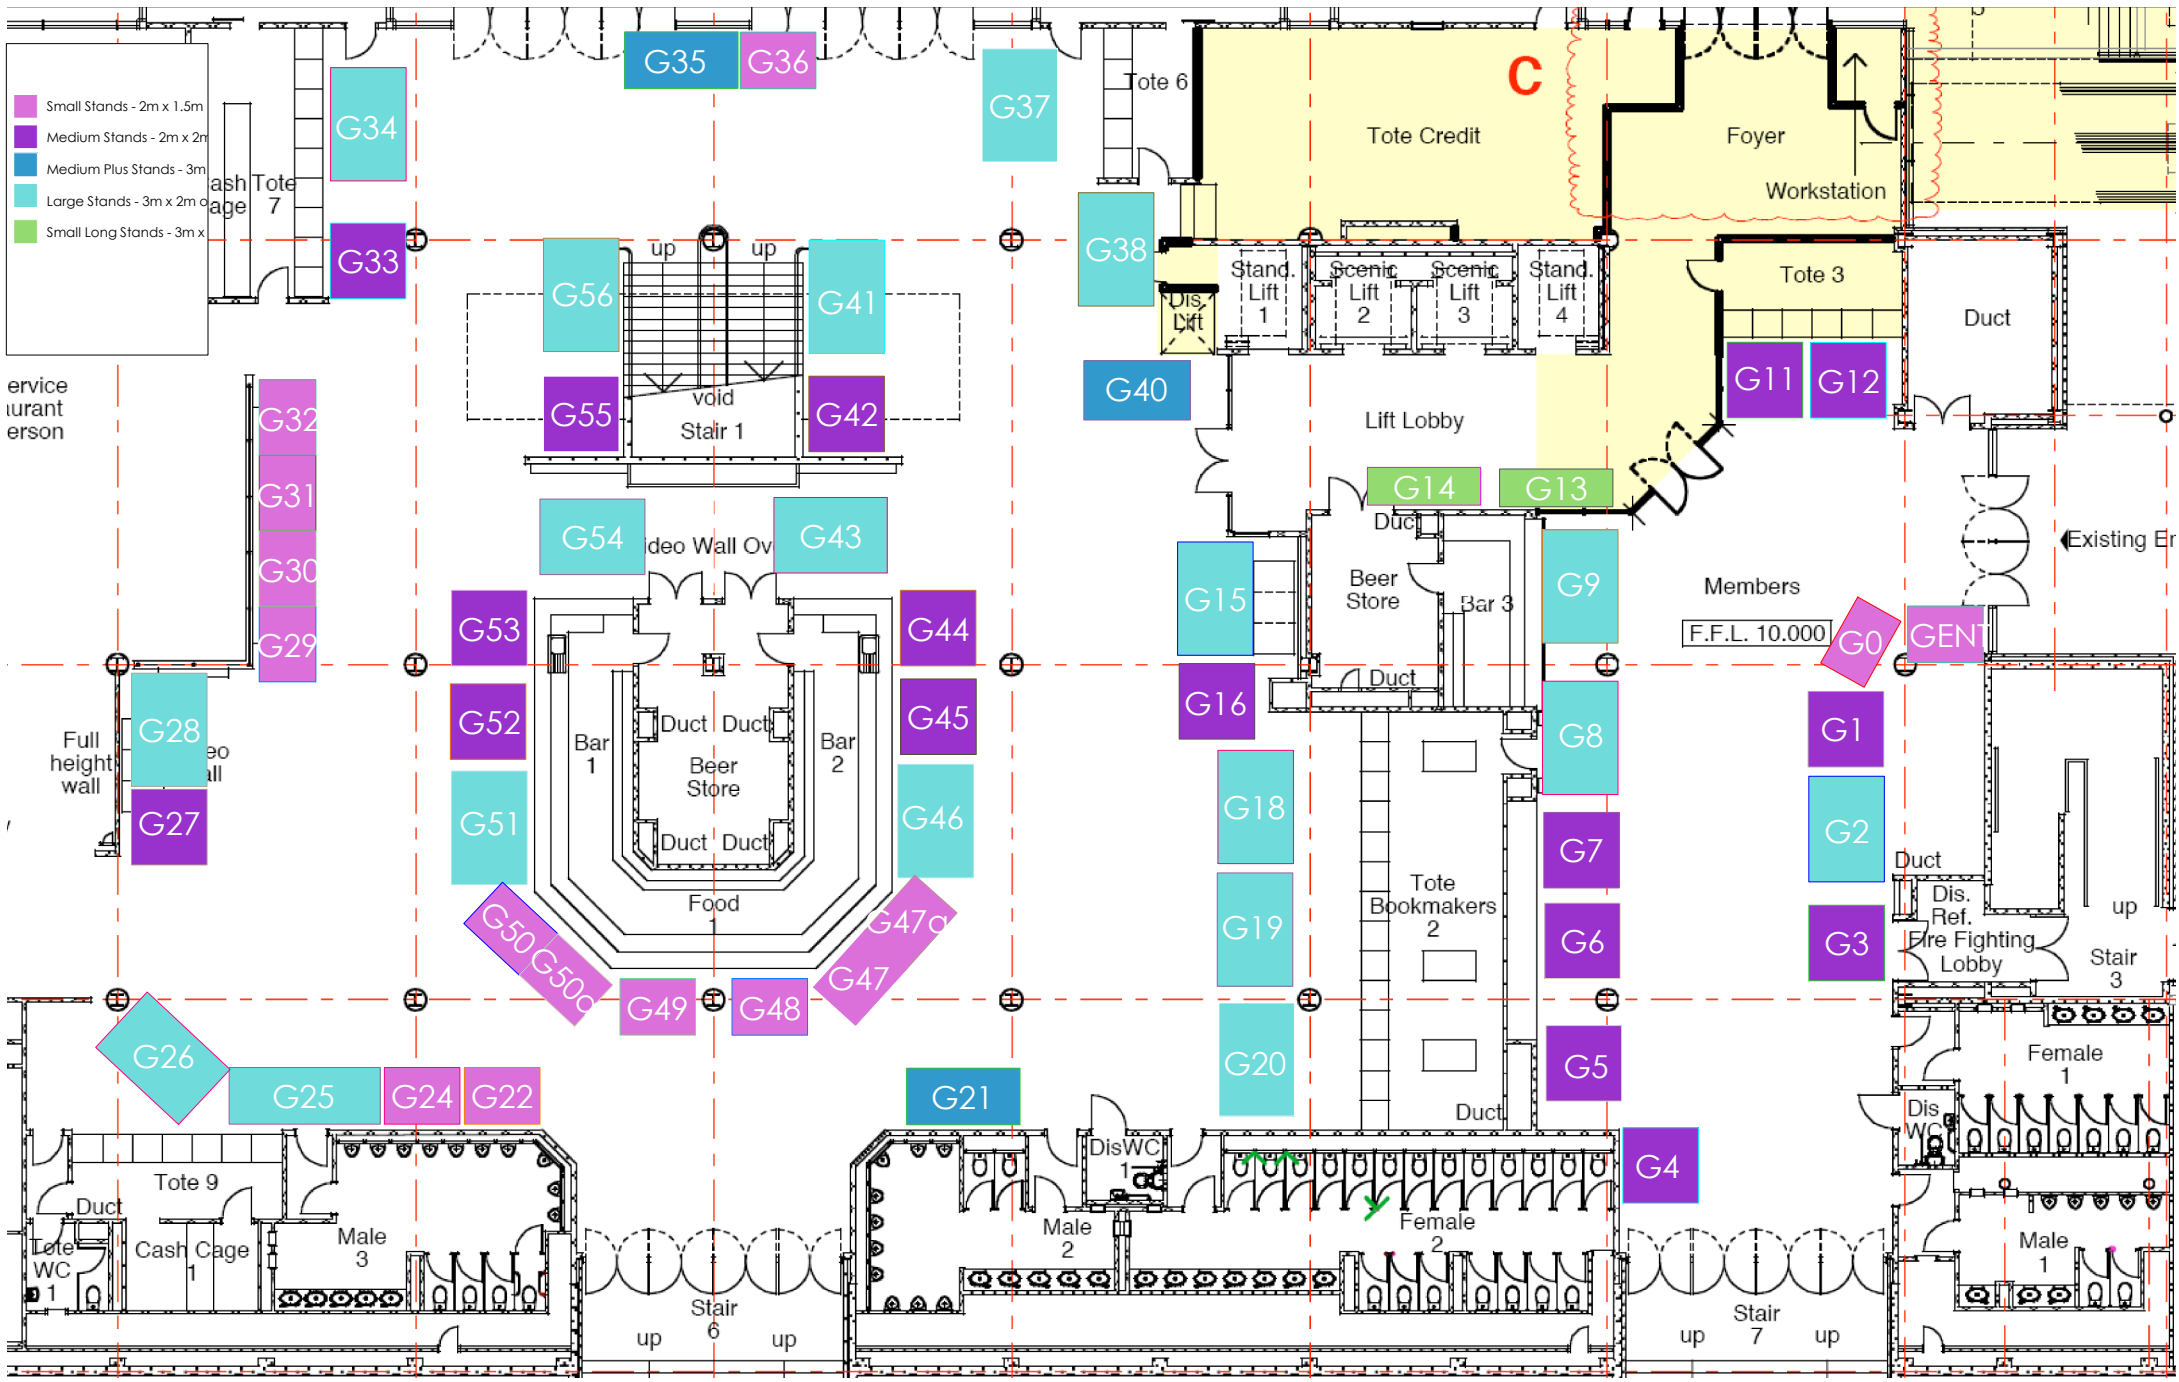 Small Stands - 2m x 1.5m
Medium Stands - 2m x 2m
Medium Plus Stands - 3m
Large Stands - 3m x 2m o
Small Long Stands - 3m x
ash
age
Tote
7
G34
G33
G35
G36
G37
Tote 6
C
Tote Credit
Foyer
Workstation
G38
up
up
G56
G41
G55
G42
void
Stair 1
Stand.
Lift
1
Scenic
Lift
2
Scenic
Lift
3
Stand.
Lift
4
Dis.
Lift
Tote 3
Duct
G11
G12
G40
Lift Lobby
G14
G13
ervice
urant
erson
G32
G31
G30
G29
G54
ideo Wall Ov
G43
Duct
Beer
Store
Bar 3
Duct
G15
G16
G9
G8
Existing Er
Members
F.F.L. 10.000
G0
GENT
G53
G52
G51
G44
G45
G46
Bar
1
Bar
2
Duct
Duct
Beer
Store
Duct
Duct
Food
1
G28
G27
Full
height
wall
eo
all
G50
G50a
G49
G48
G47
G47a
G18
G19
G20
Tote
Bookmakers
2
Duct
G7
G6
G5
G4
G1
G2
G3
Duct
Dis.
Ref.
Fire Fighting
Lobby
up
Stair
3
G26
G25
G24
G22
G21
Tote 9
Duct
Tote
WC
1
Cash Cage
1
Male
3
Stair
6
up
up
DisWC
1
Male
2
Female
2
Stair
7
up
up
Female
1
Dis
WC
Male
1